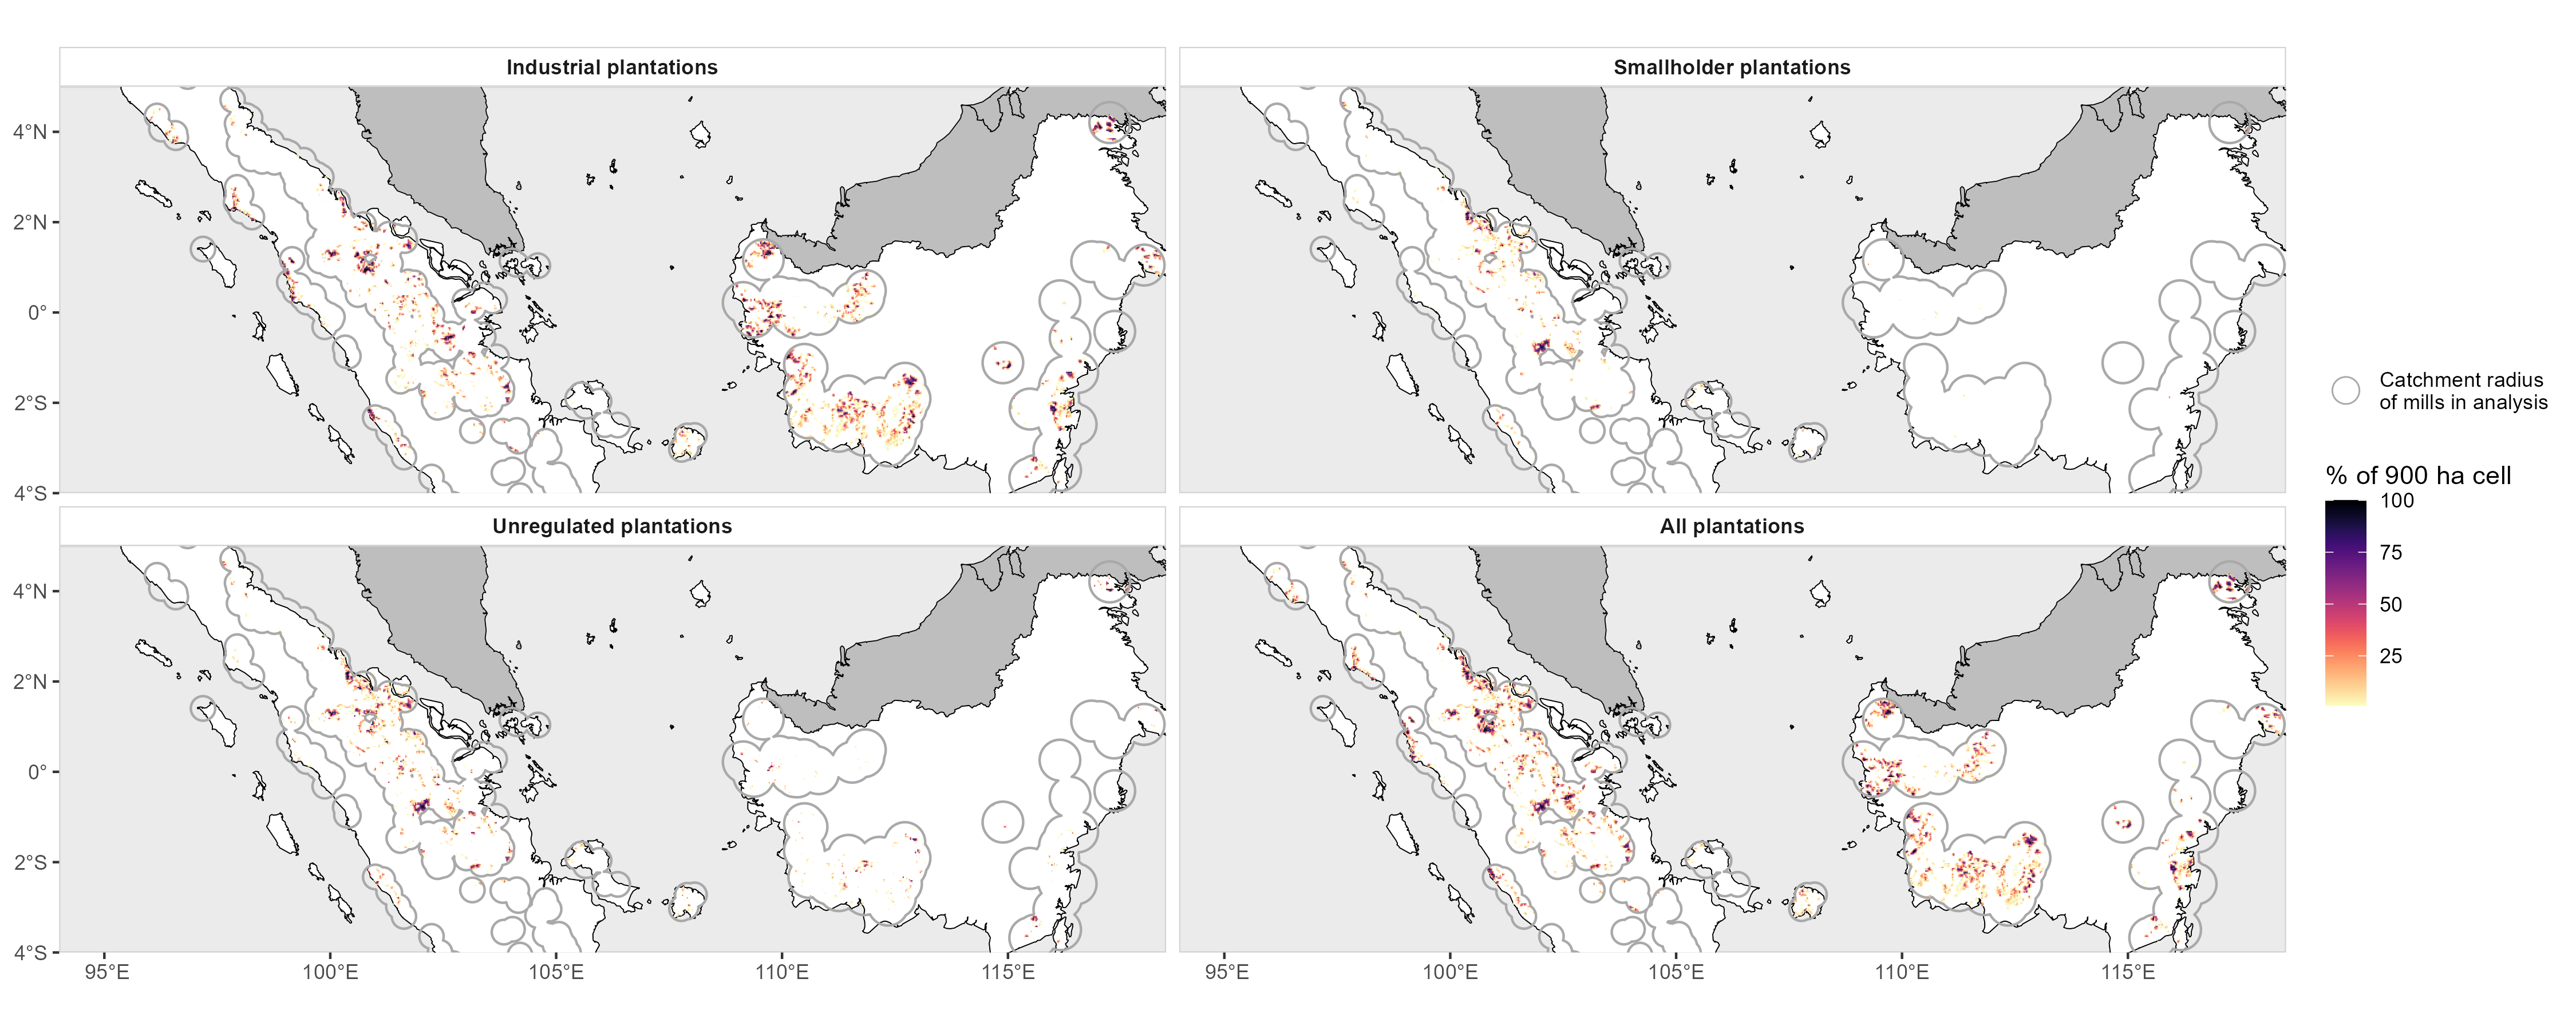 Industrial plantations
Smallholder plantations
4°N
2°N
0°
2°S
4°S
Unregulated plantations
All plantations
4°N
2°N
0°
2°S
4°S
95°E
100°E
105°E
110°E
115°E
95°E
100°E
105°E
110°E
115°E
Catchment radius
of mills in analysis
% of 900 ha cell
100
75
50
25